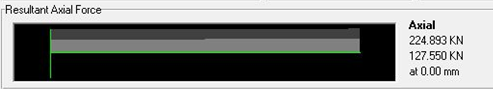 Resultant Axial Force
Axial
224.893 KN
127.550 KN
at 0.00 mm